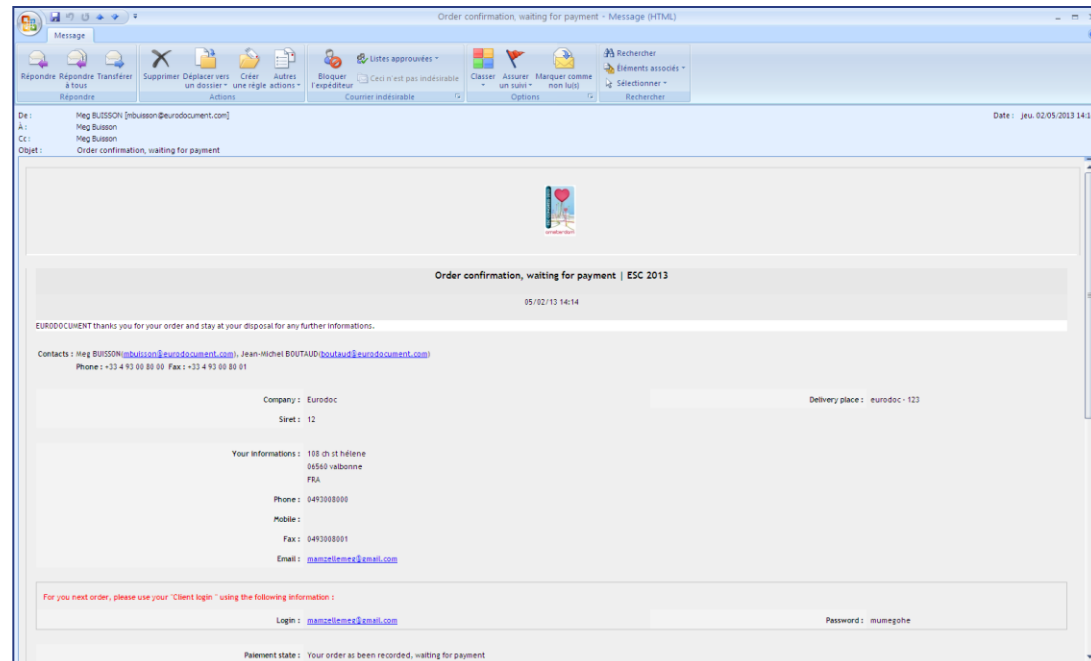 Order confirmation, waiting for payment - Message (HTML)
Message
Répondre Répondre à tous Transférer
Supprimer Déplacer vers un dossier Créer une règle Autres actions
Bloquer l'expéditeur Listes approuvées Ceci n'est pas indésirable
Classer Assurer un suivi Marquer comme non lu(s)
Rechercher Éléments associés Sélectionner
Répondre Actions Courrier indésirable Options Rechercher
De : Meg BUISSON [mbuisson@eurodocument.com] Date : jeu. 02/05/2013 14:1
À : Meg Buisson
Cc : Meg Buisson
Objet : Order confirmation, waiting for payment
amsterdam
Order confirmation, waiting for payment | ESC 2013
05/02/13 14:14
EURODOCUMENT thanks you for your order and stay at your disposal for any further informations.
Contacts : Meg BUISSON(mbuisson@eurodocument.com), Jean-Michel BOUTAUD(boutaud@eurodocument.com)
Phone : +33 4 93 00 80 00 Fax : +33 4 93 00 80 01
Company : Eurodoc Delivery place : eurodoc - 123
Siret : 12
Your informations : 108 ch st hélene
06560 valbonne
FRA
Phone : 0493008000
Mobile :
Fax : 0493008001
Email : mamzellemeg@gmail.com
For you next order, please use your "Client login " using the following information :
Login : mamzellemeg@gmail.com Password : mumegohe
Paiement state : Your order as been recorded, waiting for payment